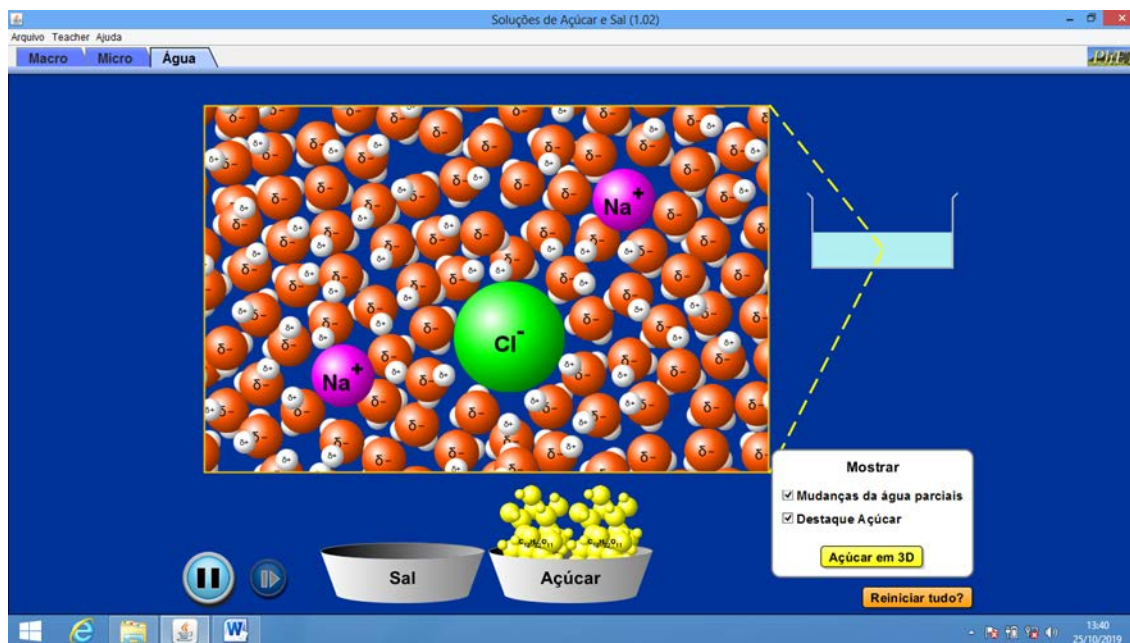 Soluções de Açúcar e Sal (1.02)
Arquivo Teacher Ajuda
Macro Micro Água
PhET
Na+
Cl-
Na+
δ-
δ+
Mostrar
Mudanças da água parciais
Destaque Açúcar
Açúcar em 3D
Sal
Açúcar
Reiniciar tudo?
13:40
25/10/2019